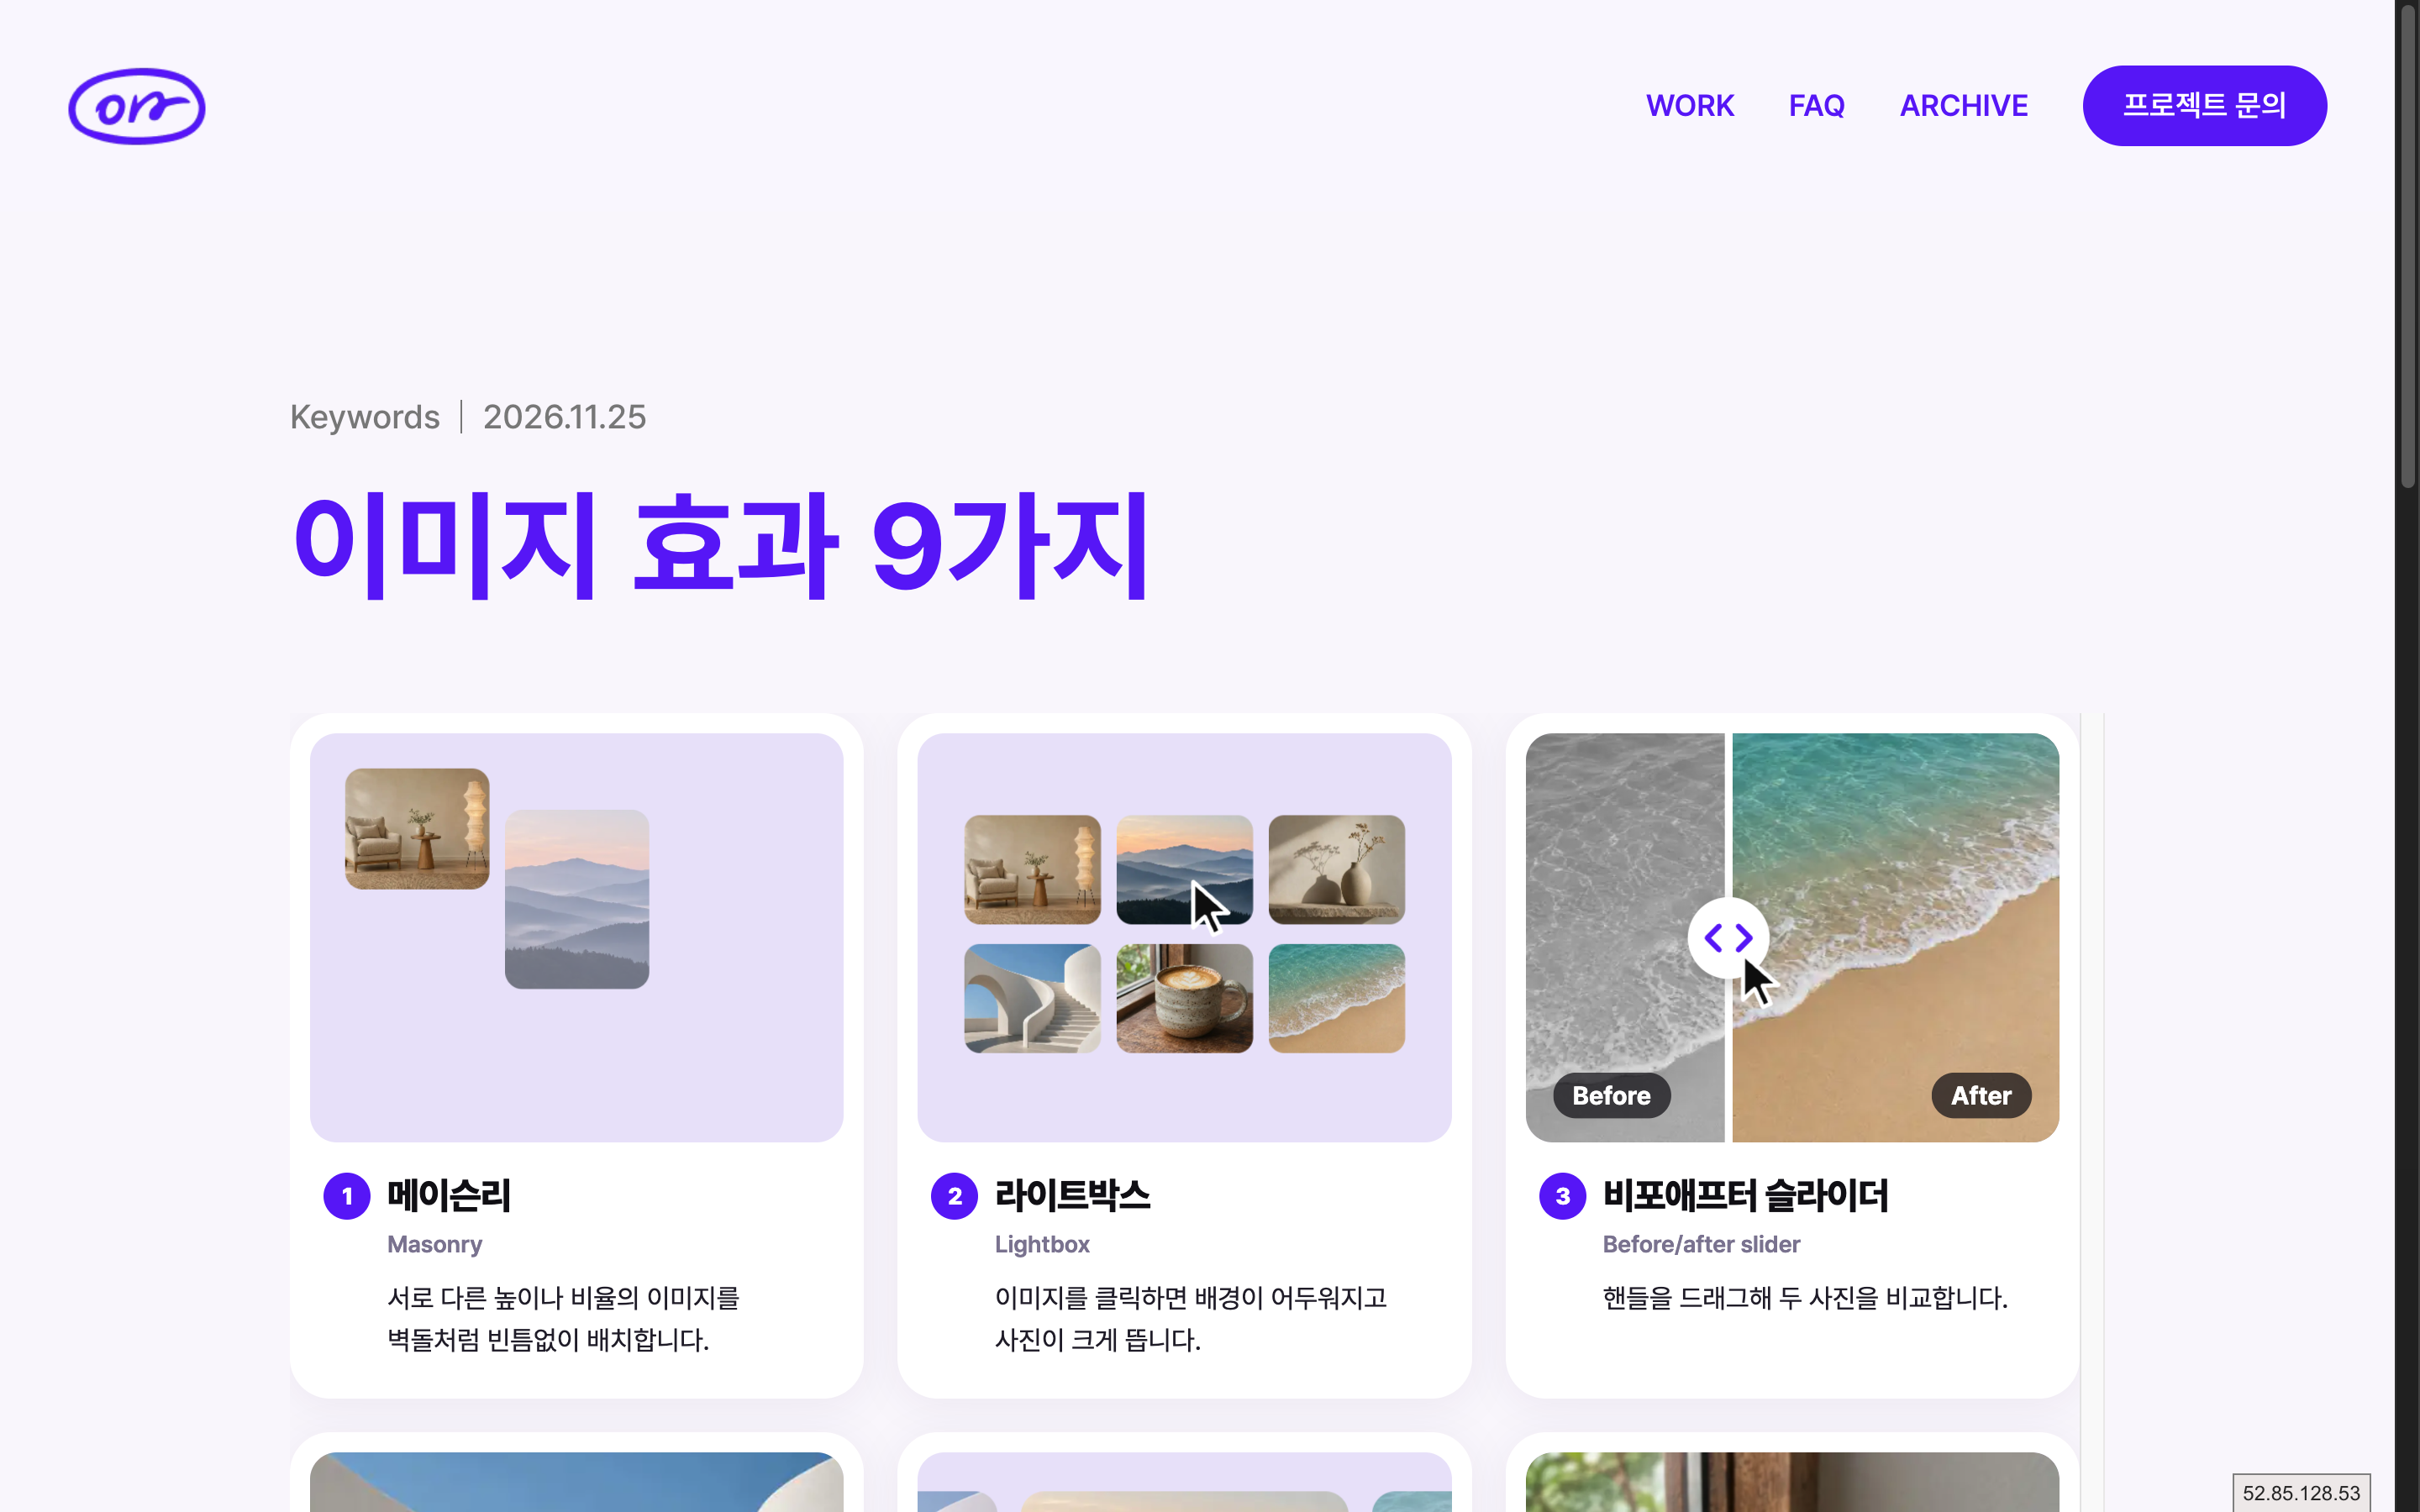 orr
WORK
FAQ
ARCHIVE
프로젝트 문의
Keywords
2026.11.25
이미지 효과 9가지
Before
After
1 메이슨리
Masonry
서로 다른 높이나 비율의 이미지를
벽돌처럼 빈틈없이 배치합니다.
2 라이트박스
Lightbox
이미지를 클릭하면 배경이 어두워지고
사진이 크게 뜹니다.
3 비포애프터 슬라이더
Before/after slider
핸들을 드래그해 두 사진을 비교합니다.
52.85.128.53